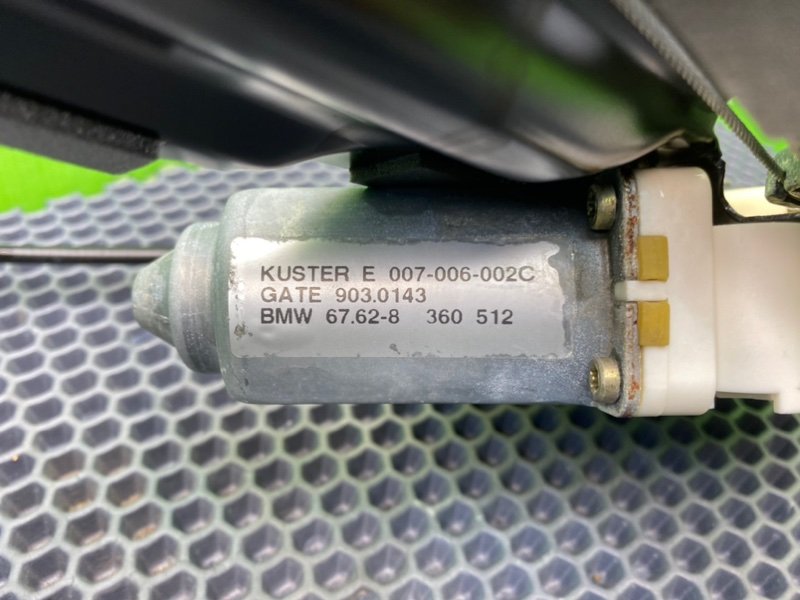 KUSTER E 007-006-002C
GATE 903.0143
BMW 67.62-8 360 512